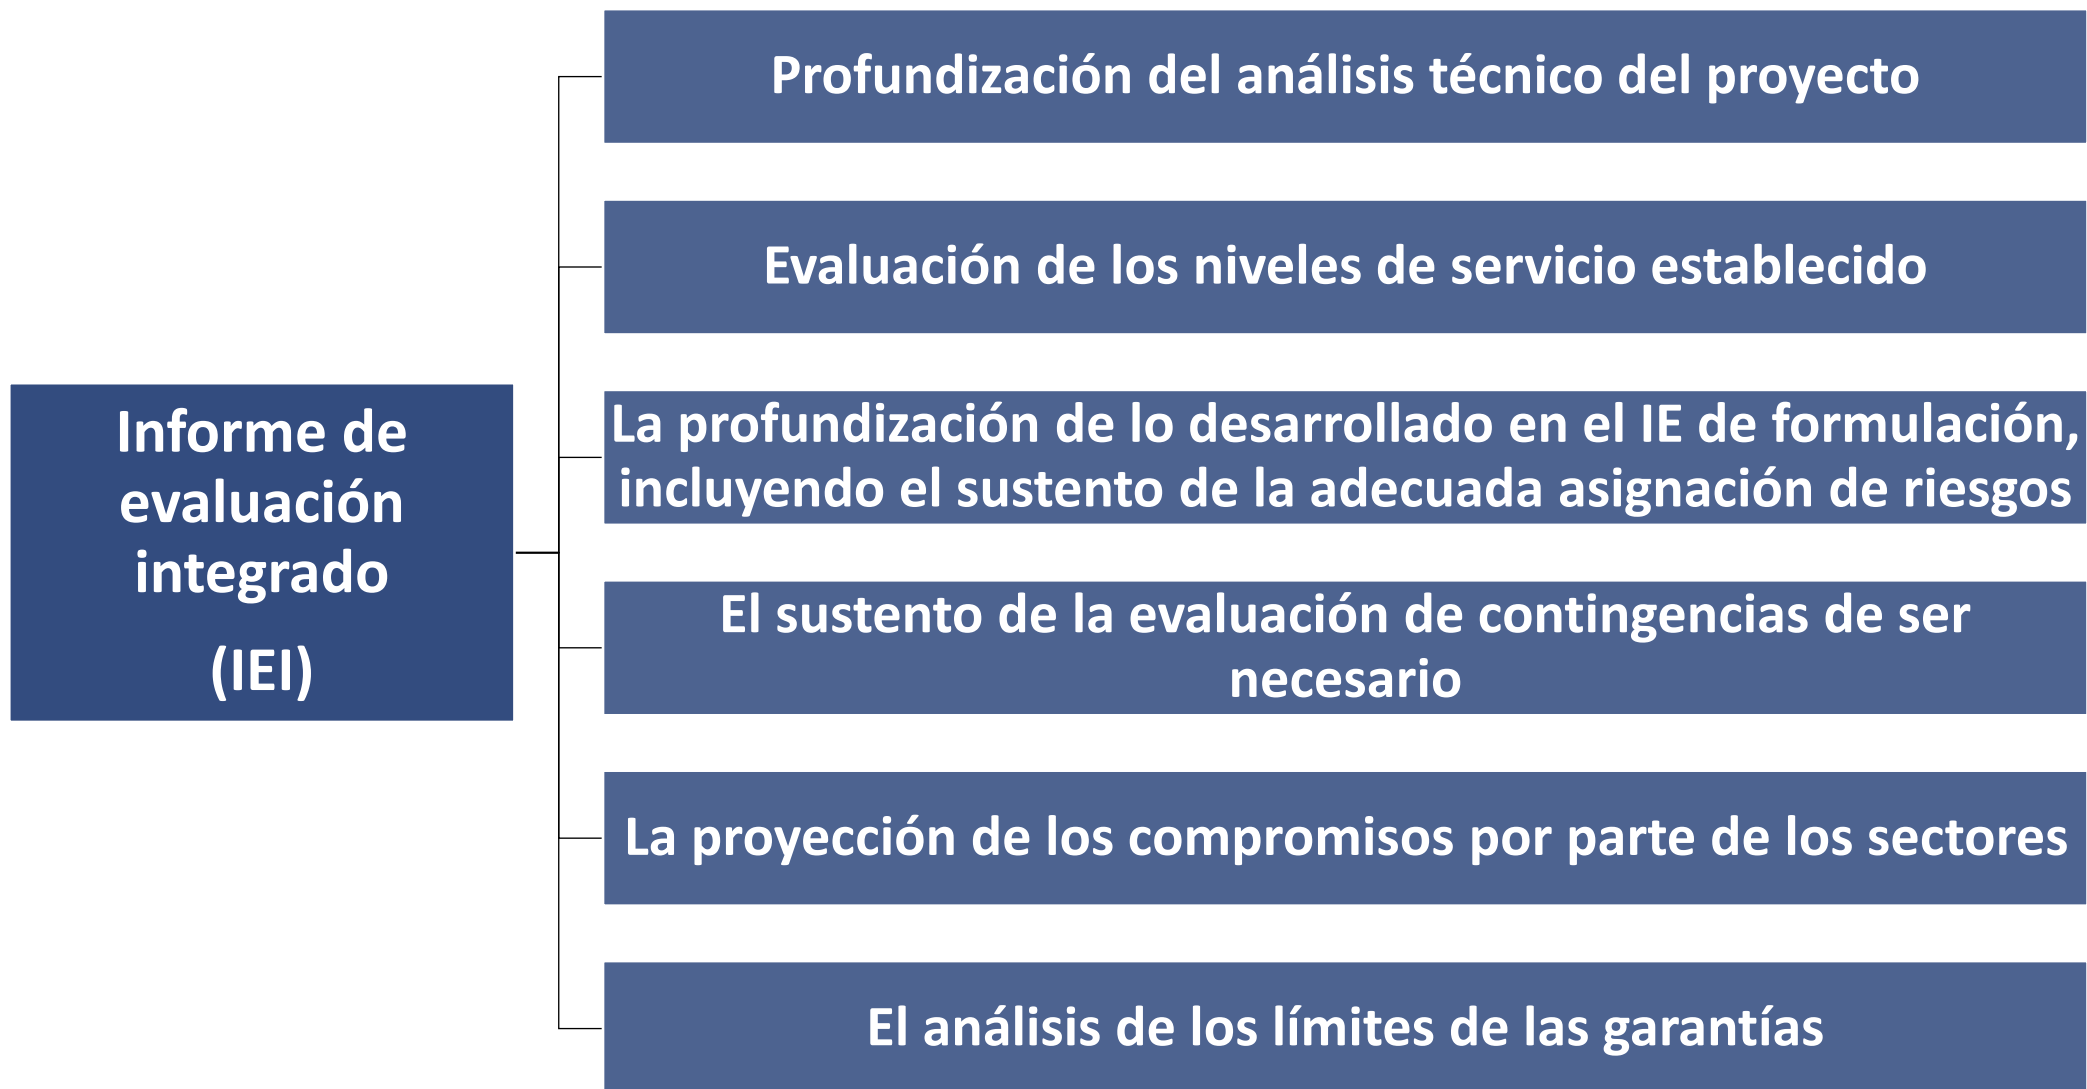 Informe de
evaluación
integrado
(IEI)
Profundización del análisis técnico del proyecto
Evaluación de los niveles de servicio establecido
La profundización de lo desarrollado en el IE de formulación,
incluyendo el sustento de la adecuada asignación de riesgos
El sustento de la evaluación de contingencias de ser
necesario
La proyección de los compromisos por parte de los sectores
El análisis de los límites de las garantías